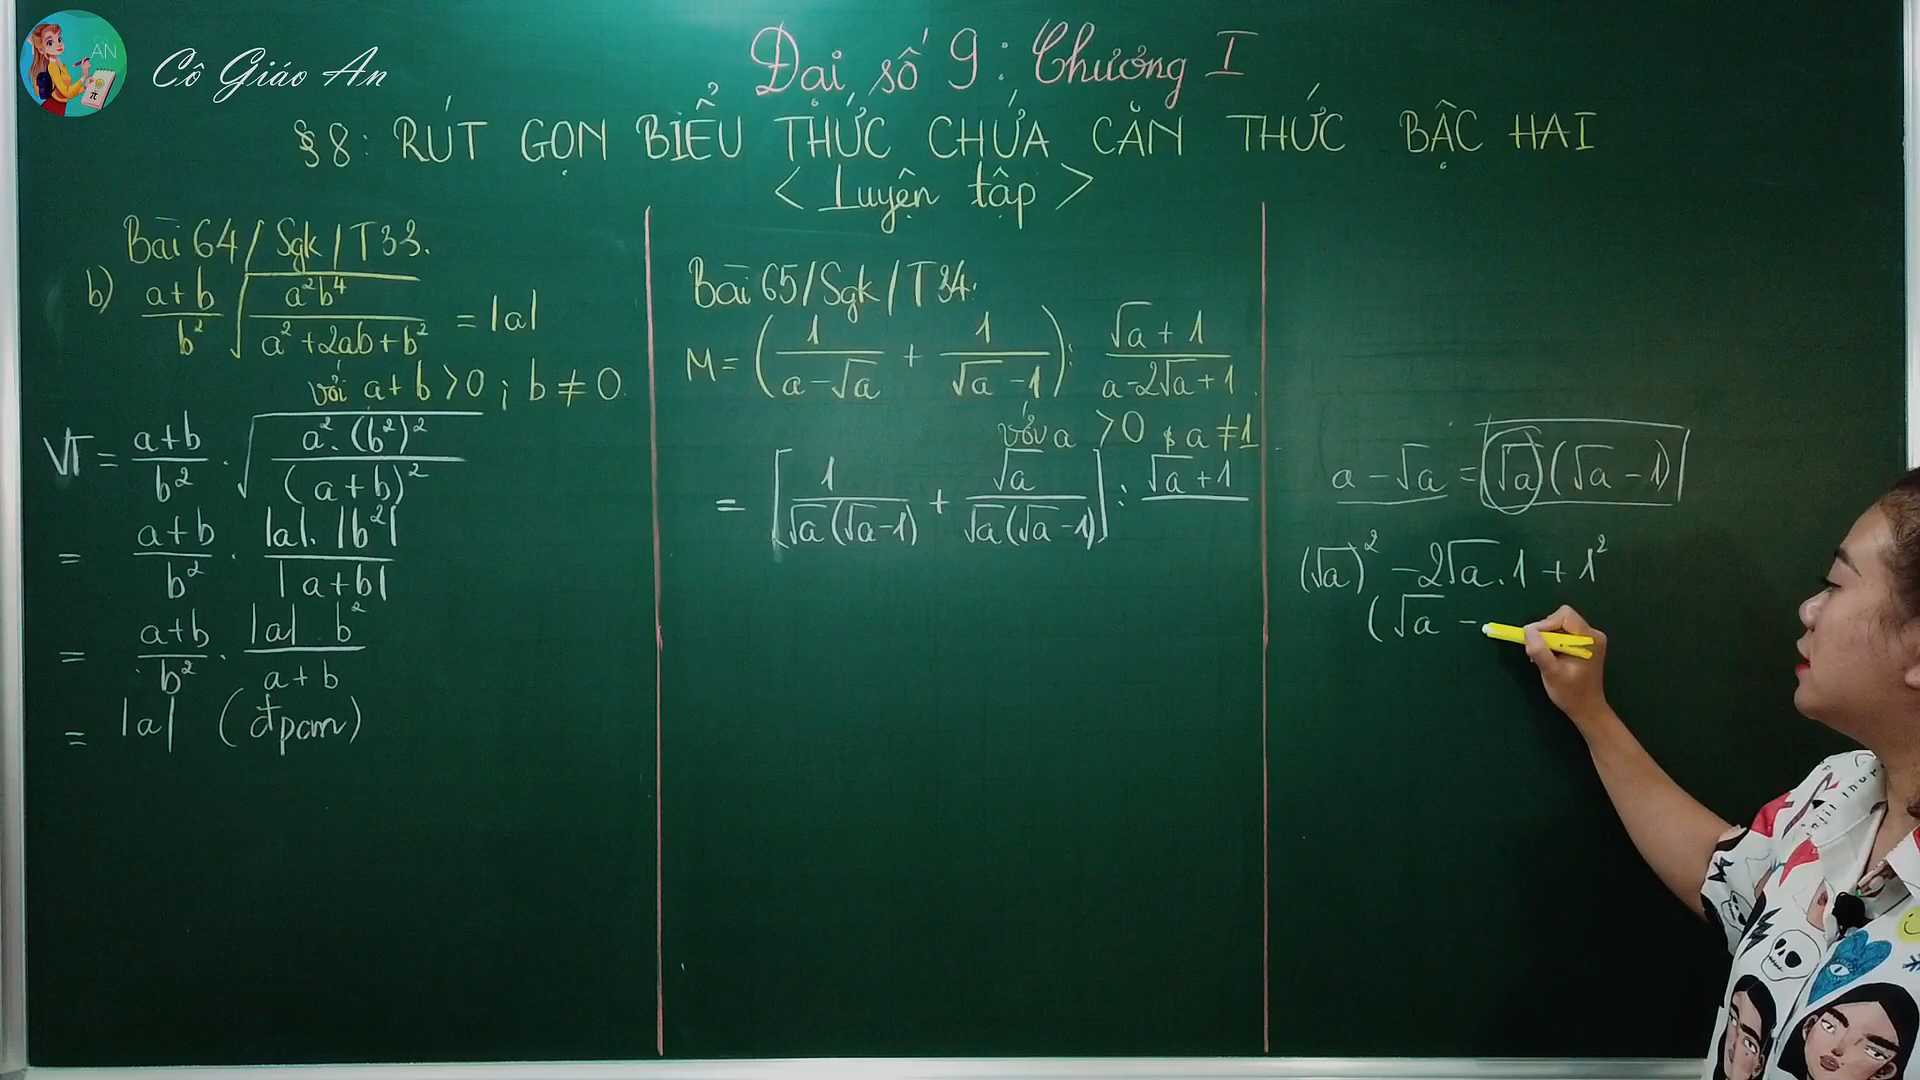 AN
Cô Giáo An
Đại số 9: Chương I
§8: RÚT GỌN BIỂU THỨC CHỨA CĂN THỨC BẬC HAI
< Luyện tập >
Bài 64/Sgk/T33.
b) (a+b)/b² √(a²b⁴/(a²+2ab+b²)) = |a|
với a+b >0 ; b ≠ 0.
VT = (a+b)/b² . √(a².(b²)²/(a+b)²)
= (a+b)/b² . |a|.|b²|/|a+b|
= (a+b)/b² . |a|.b²/(a+b)
= |a| (đpcm)
Bài 65/Sgk/T34.
M = (1/(a-√a) + 1/(√a-1)) : (√a+1)/(a-2√a+1).
với a >0 & a ≠ 1
= [1/(√a(√a-1)) + √a/(√a(√a-1))] : √a+1
a-√a = (√a)(√a-1)
(√a)² - 2√a.1 + 1²
(√a -